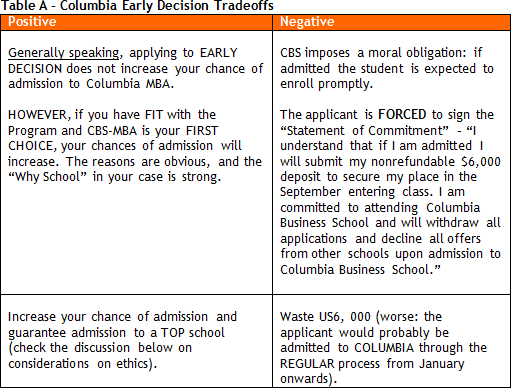 Table A – Columbia Early Decision Tradeoffs
Positive
Negative
Generally speaking, applying to EARLY
DECISION does not increase your chance of
admission to Columbia MBA.
HOWEVER, if you have FIT with the
Program and CBS-MBA is your FIRST
CHOICE, your chances of admission will
increase. The reasons are obvious, and the
“Why School” in your case is strong.
CBS imposes a moral obligation: if
admitted the student is expected to
enroll promptly.
The applicant is FORCED to sign the
“Statement of Commitment” – “I
understand that if I am admitted I
will submit my nonrefundable $6,000
deposit to secure my place in the
September entering class. I am
committed to attending Columbia
Business School and will withdraw all
applications and decline all offers
from other schools upon admission to
Columbia Business School.”
Increase your chance of admission and
guarantee admission to a TOP school
(check the discussion below on
considerations on ethics).
Waste US6, 000 (worse: the
applicant would probably be
admitted to COLUMBIA through the
REGULAR process from January
onwards).